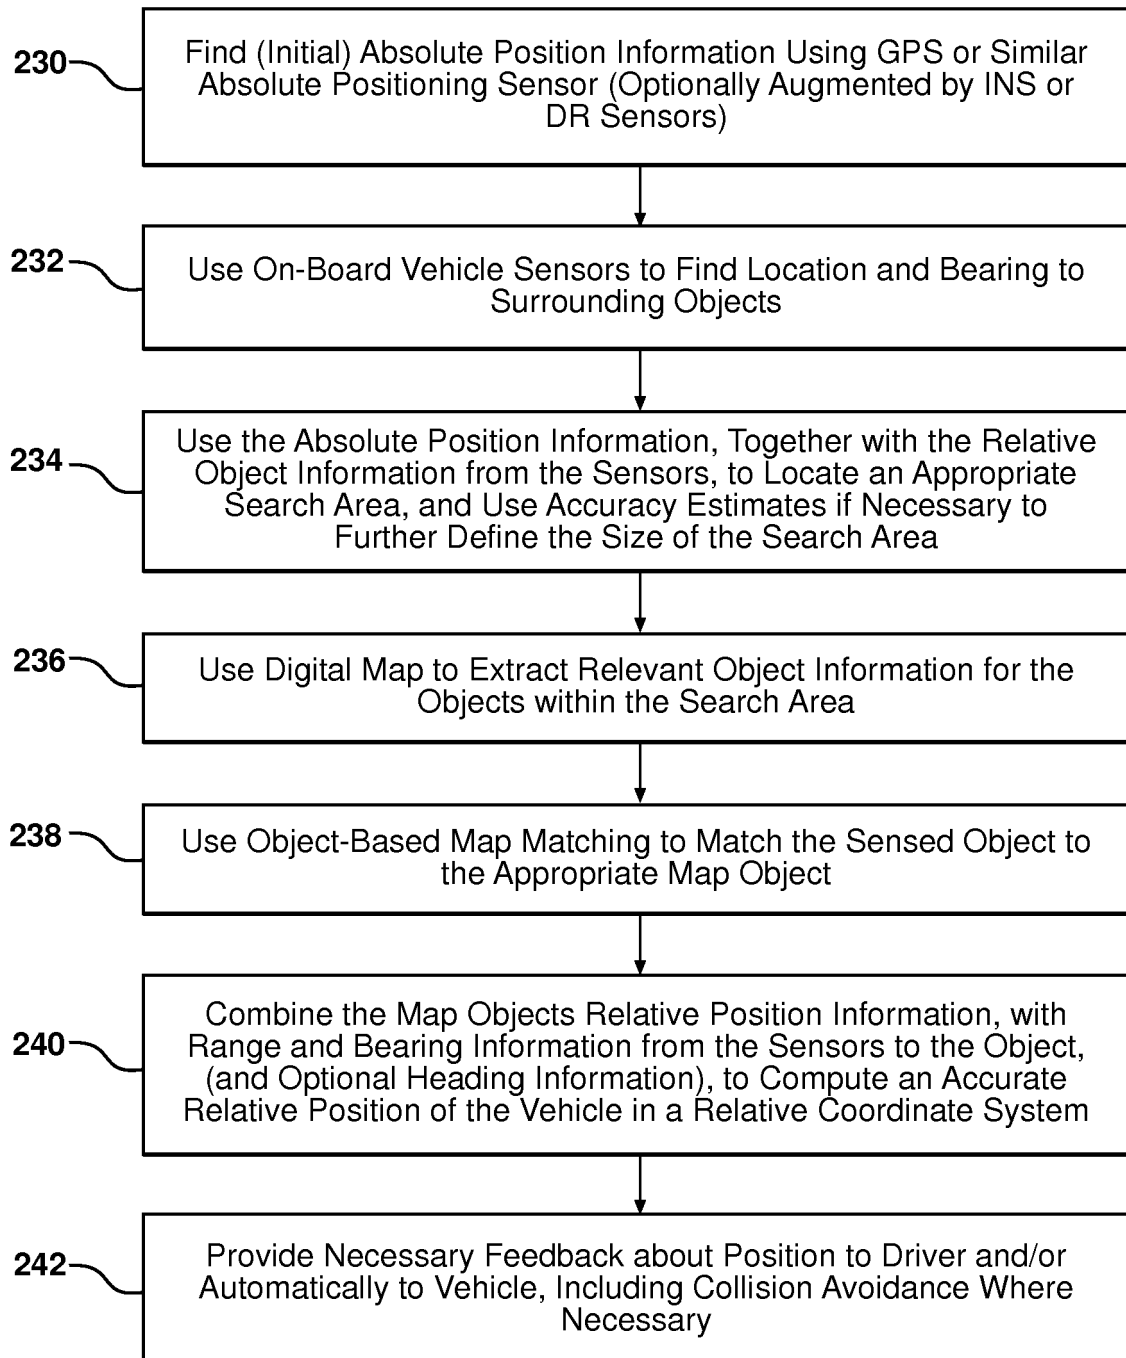 230
Find (Initial) Absolute Position Information Using GPS or Similar
Absolute Positioning Sensor (Optionally Augmented by INS or
DR Sensors)
232
Use On-Board Vehicle Sensors to Find Location and Bearing to
Surrounding Objects
234
Use the Absolute Position Information, Together with the Relative
Object Information from the Sensors, to Locate an Appropriate
Search Area, and Use Accuracy Estimates if Necessary to
Further Define the Size of the Search Area
236
Use Digital Map to Extract Relevant Object Information for the
Objects within the Search Area
238
Use Object-Based Map Matching to Match the Sensed Object to
the Appropriate Map Object
240
Combine the Map Objects Relative Position Information, with
Range and Bearing Information from the Sensors to the Object,
(and Optional Heading Information), to Compute an Accurate
Relative Position of the Vehicle in a Relative Coordinate System
242
Provide Necessary Feedback about Position to Driver and/or
Automatically to Vehicle, Including Collision Avoidance Where
Necessary